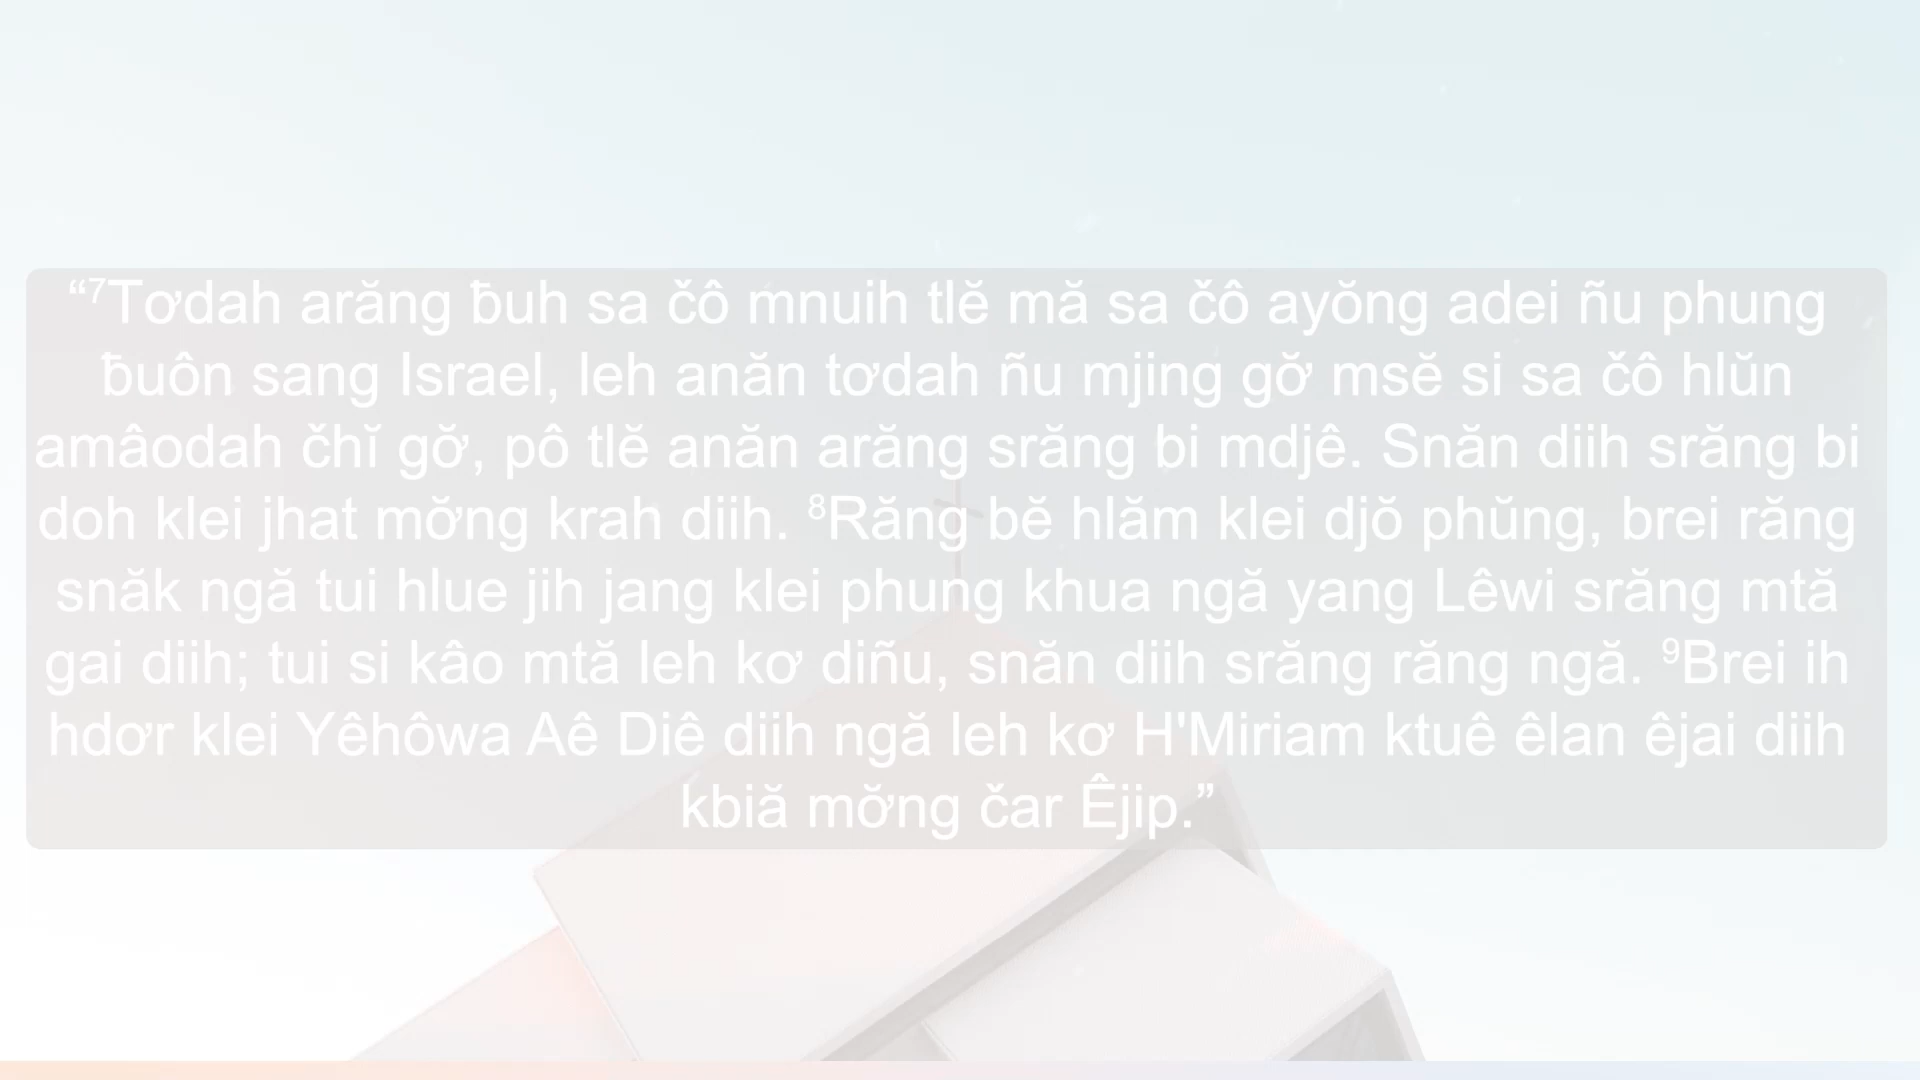 “⁷Tơdah arăng ƀuh sa čô mnuih tlĕ mă sa čô ayŏng adei ñu phung
ƀuôn sang Israel, leh anăn tơdah ñu mjing gơ̆ msĕ si sa čô hlŭn
amâodah čhĭ gơ̆, pô tlĕ anăn arăng srăng bi mdjê. Snăn diih srăng bi
doh klei jhat mơ̆ng krah diih. ⁸Răng bĕ hlăm klei djŏ phŭng, brei răng
snăk ngă tui hlue jih jang klei phung khua ngă yang Lêwi srăng mtă
gai diih; tui si kâo mtă leh kơ diñu, snăn diih srăng răng ngă. ⁹Brei ih
hdơr klei Yêhôwa Aê Diê diih ngă leh kơ H'Miriam ktuê êlan êjai diih
kbiă mơ̆ng čar Êjip.”